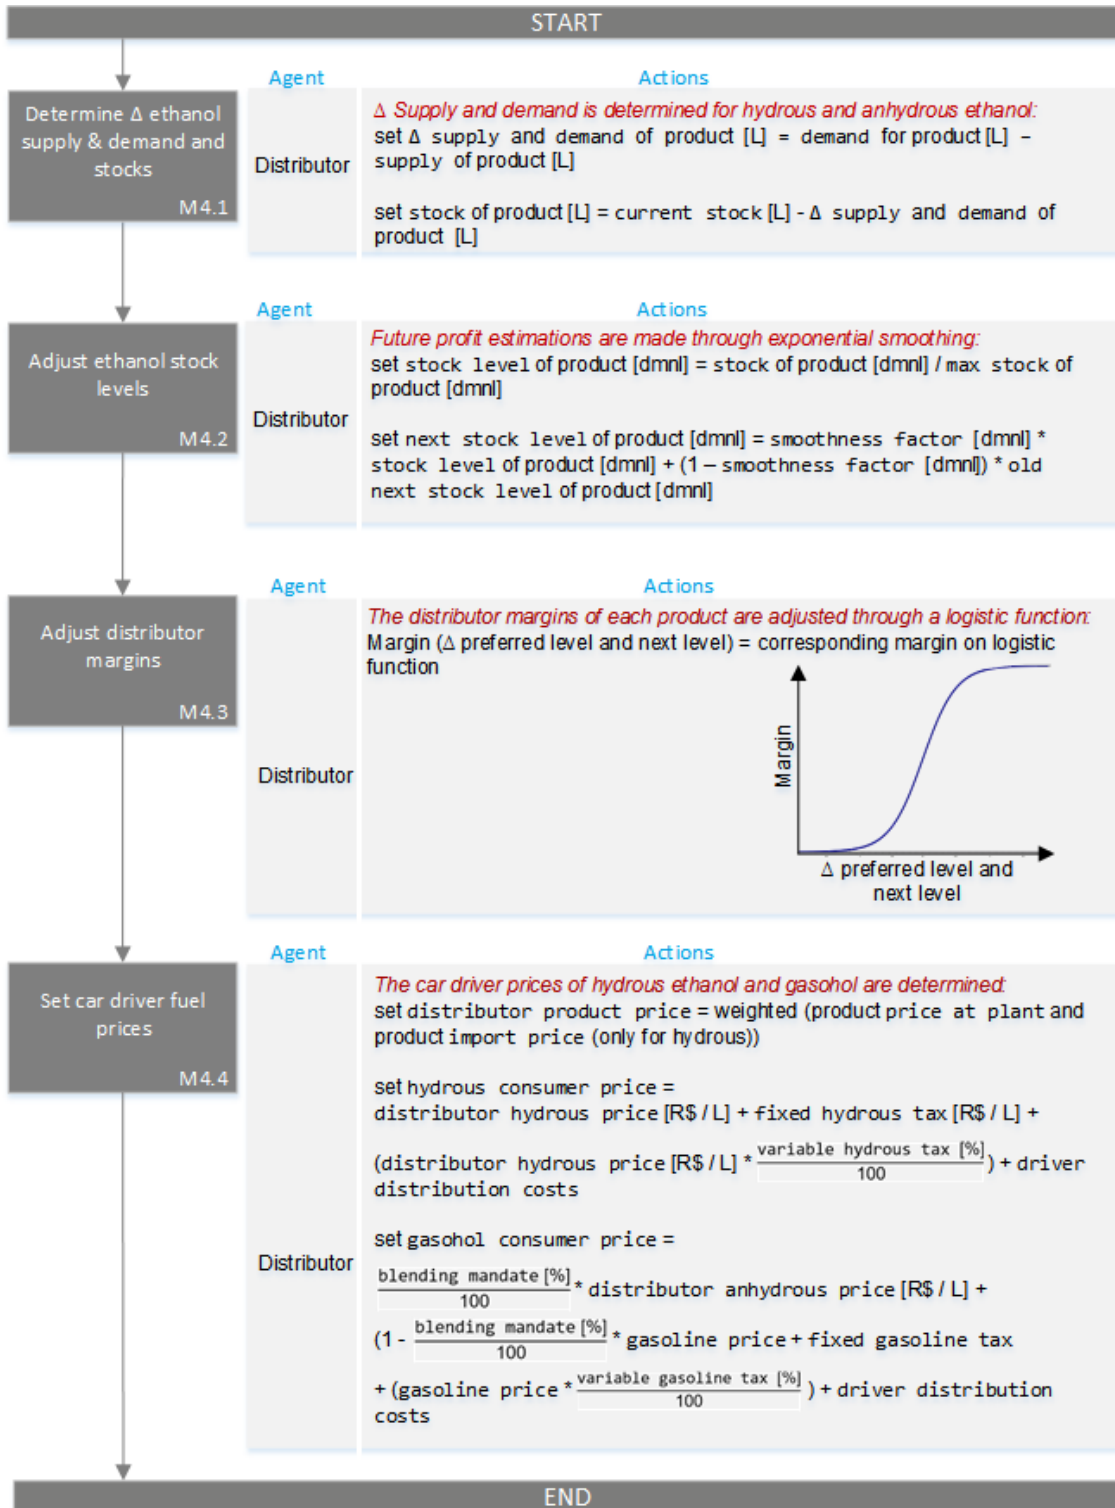 START
Agent
Actions
Determine Δ ethanol
supply & demand and
stocks
M4.1
Distributor
Δ Supply and demand is determined for hydrous and anhydrous ethanol:
set Δ supply and demand of product [L] = demand for product [L] –
supply of product [L]
set stock of product [L] = current stock [L] - Δ supply and demand of
product [L]
Agent
Actions
Adjust ethanol stock
levels
M4.2
Distributor
Future profit estimations are made through exponential smoothing:
set stock level of product [dmnl] = stock of product [dmnl] / max stock of
product [dmnl]
set next stock level of product [dmnl] = smoothness factor [dmnl] *
stock level of product [dmnl] + (1 – smoothness factor [dmnl]) * old
next stock level of product [dmnl]
Agent
Actions
Adjust distributor
margins
M4.3
Distributor
The distributor margins of each product are adjusted through a logistic function:
Margin (Δ preferred level and next level) = corresponding margin on logistic
function
Margin
Δ preferred level and
next level
Agent
Actions
Set car driver fuel
prices
M4.4
Distributor
The car driver prices of hydrous ethanol and gasohol are determined:
set distributor product price = weighted (product price at plant and
product import price (only for hydrous))
set hydrous consumer price =
distributor hydrous price [R$ / L] + fixed hydrous tax [R$ / L] +
(distributor hydrous price [R$ / L] * variable hydrous tax [%] / 100 ) + driver
distribution costs
set gasohol consumer price =
blending mandate [%] / 100 * distributor anhydrous price [R$ / L] +
(1 - blending mandate [%] / 100 * gasoline price + fixed gasoline tax
+ (gasoline price * variable gasoline tax [%] / 100 ) + driver distribution
costs
END